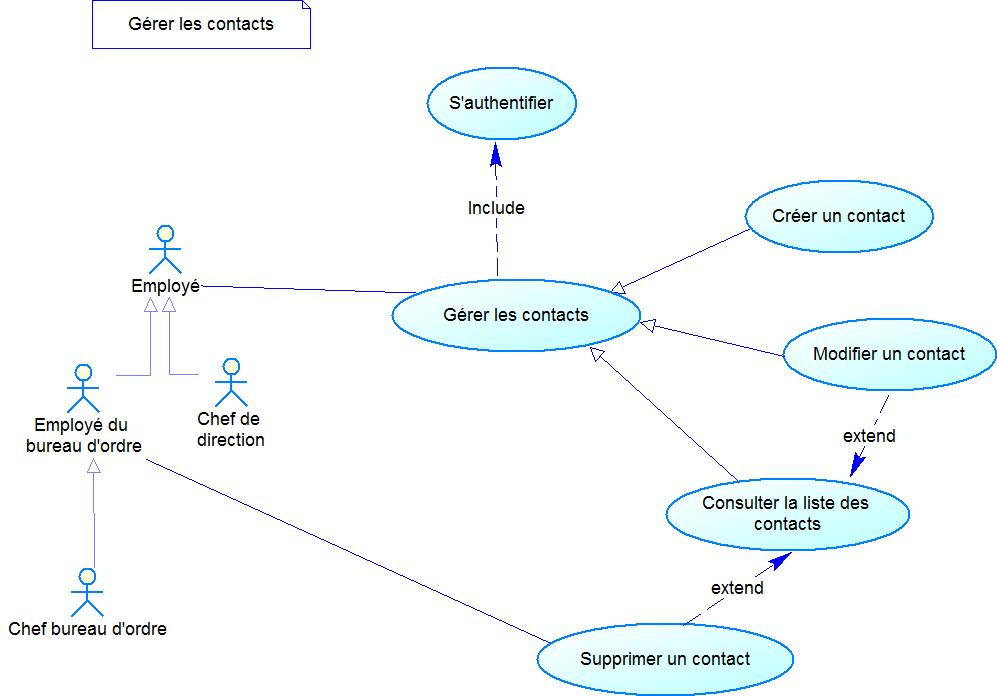 Gérer les contacts
S'authentifier
Include
Créer un contact
Employé
Gérer les contacts
Modifier un contact
Employé du
bureau d'ordre
Chef de
direction
extend
Consulter la liste des
contacts
extend
Chef bureau d'ordre
Supprimer un contact